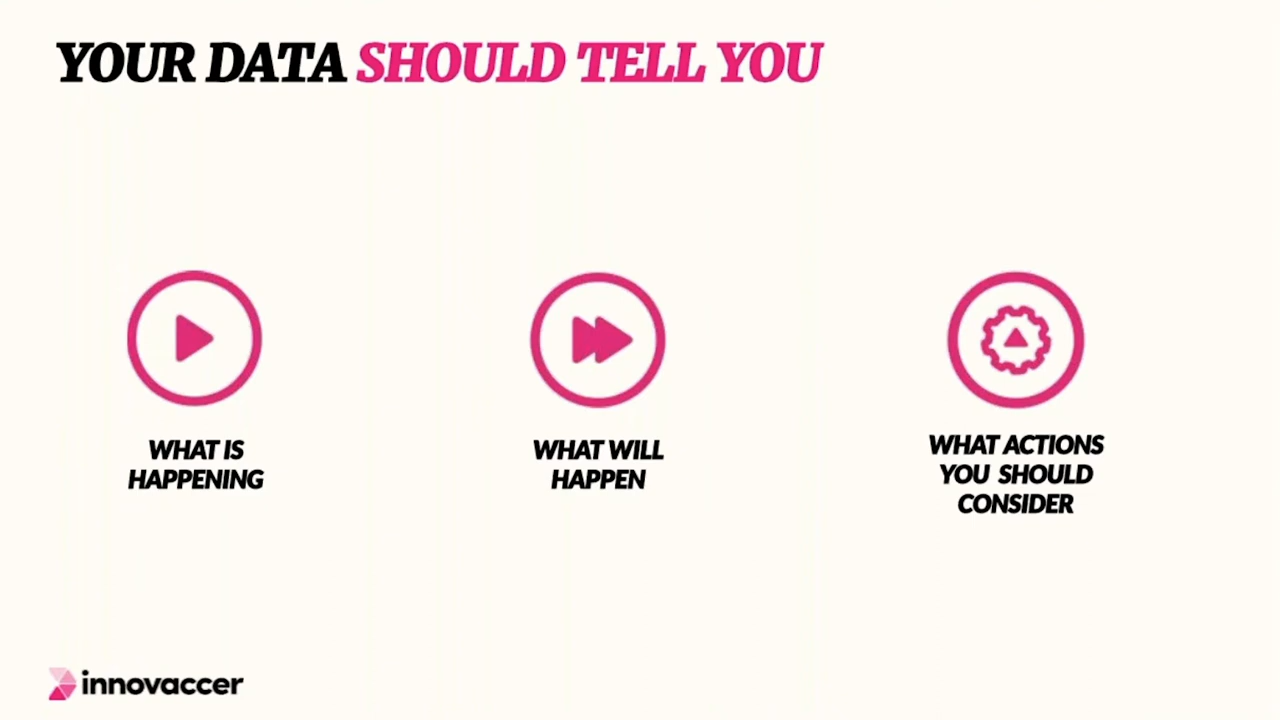 YOUR DATA SHOULD TELL YOU
WHAT IS
HAPPENING
WHAT WILL
HAPPEN
WHAT ACTIONS
YOU SHOULD
CONSIDER
innovaccer